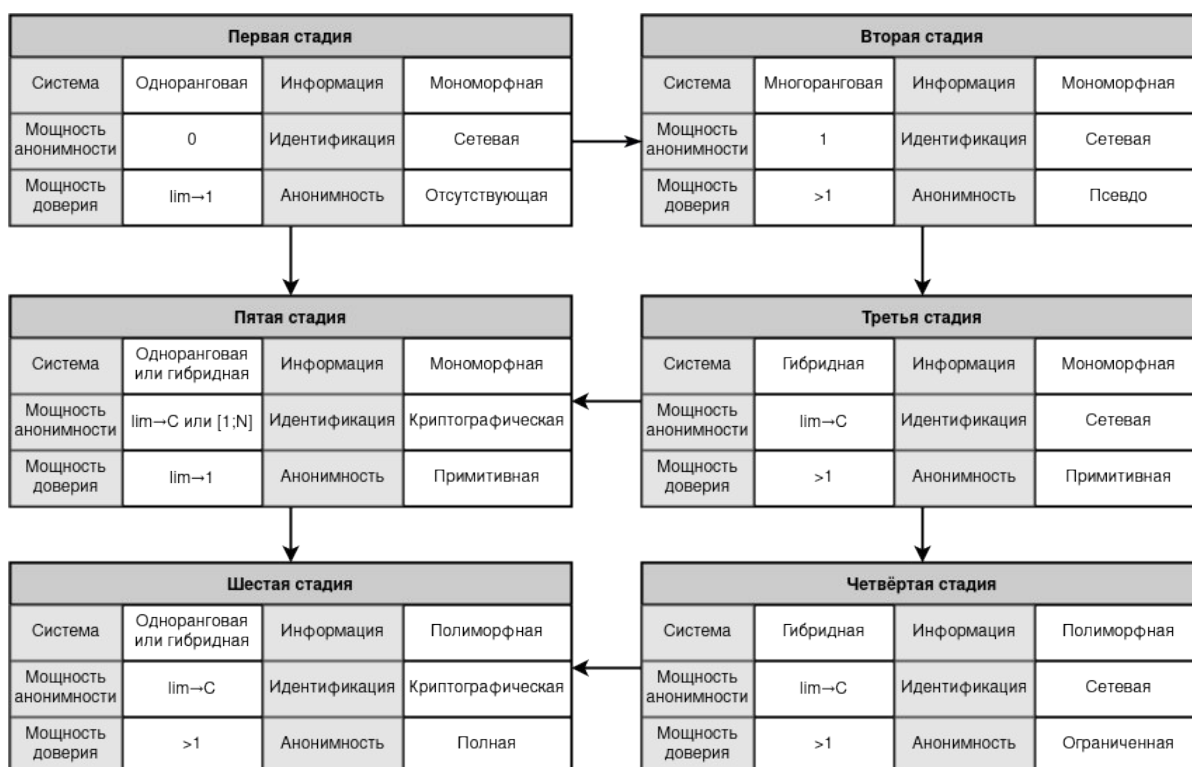 Первая стадия
Система Одноранговая Информация Мономорфная
Мощность анонимности 0 Идентификация Сетевая
Мощность доверия lim→1 Анонимность Отсутствующая
Вторая стадия
Система Многоранговая Информация Мономорфная
Мощность анонимности 1 Идентификация Сетевая
Мощность доверия >1 Анонимность Псевдо
Пятая стадия
Система Одноранговая или гибридная Информация Мономорфная
Мощность анонимности lim→C или [1;N] Идентификация Криптографическая
Мощность доверия lim→1 Анонимность Примитивная
Третья стадия
Система Гибридная Информация Мономорфная
Мощность анонимности lim→C Идентификация Сетевая
Мощность доверия >1 Анонимность Примитивная
Шестая стадия
Система Одноранговая или гибридная Информация Полиморфная
Мощность анонимности lim→C Идентификация Криптографическая
Мощность доверия >1 Анонимность Полная
Четвёртая стадия
Система Гибридная Информация Полиморфная
Мощность анонимности lim→C Идентификация Сетевая
Мощность доверия >1 Анонимность Ограниченная